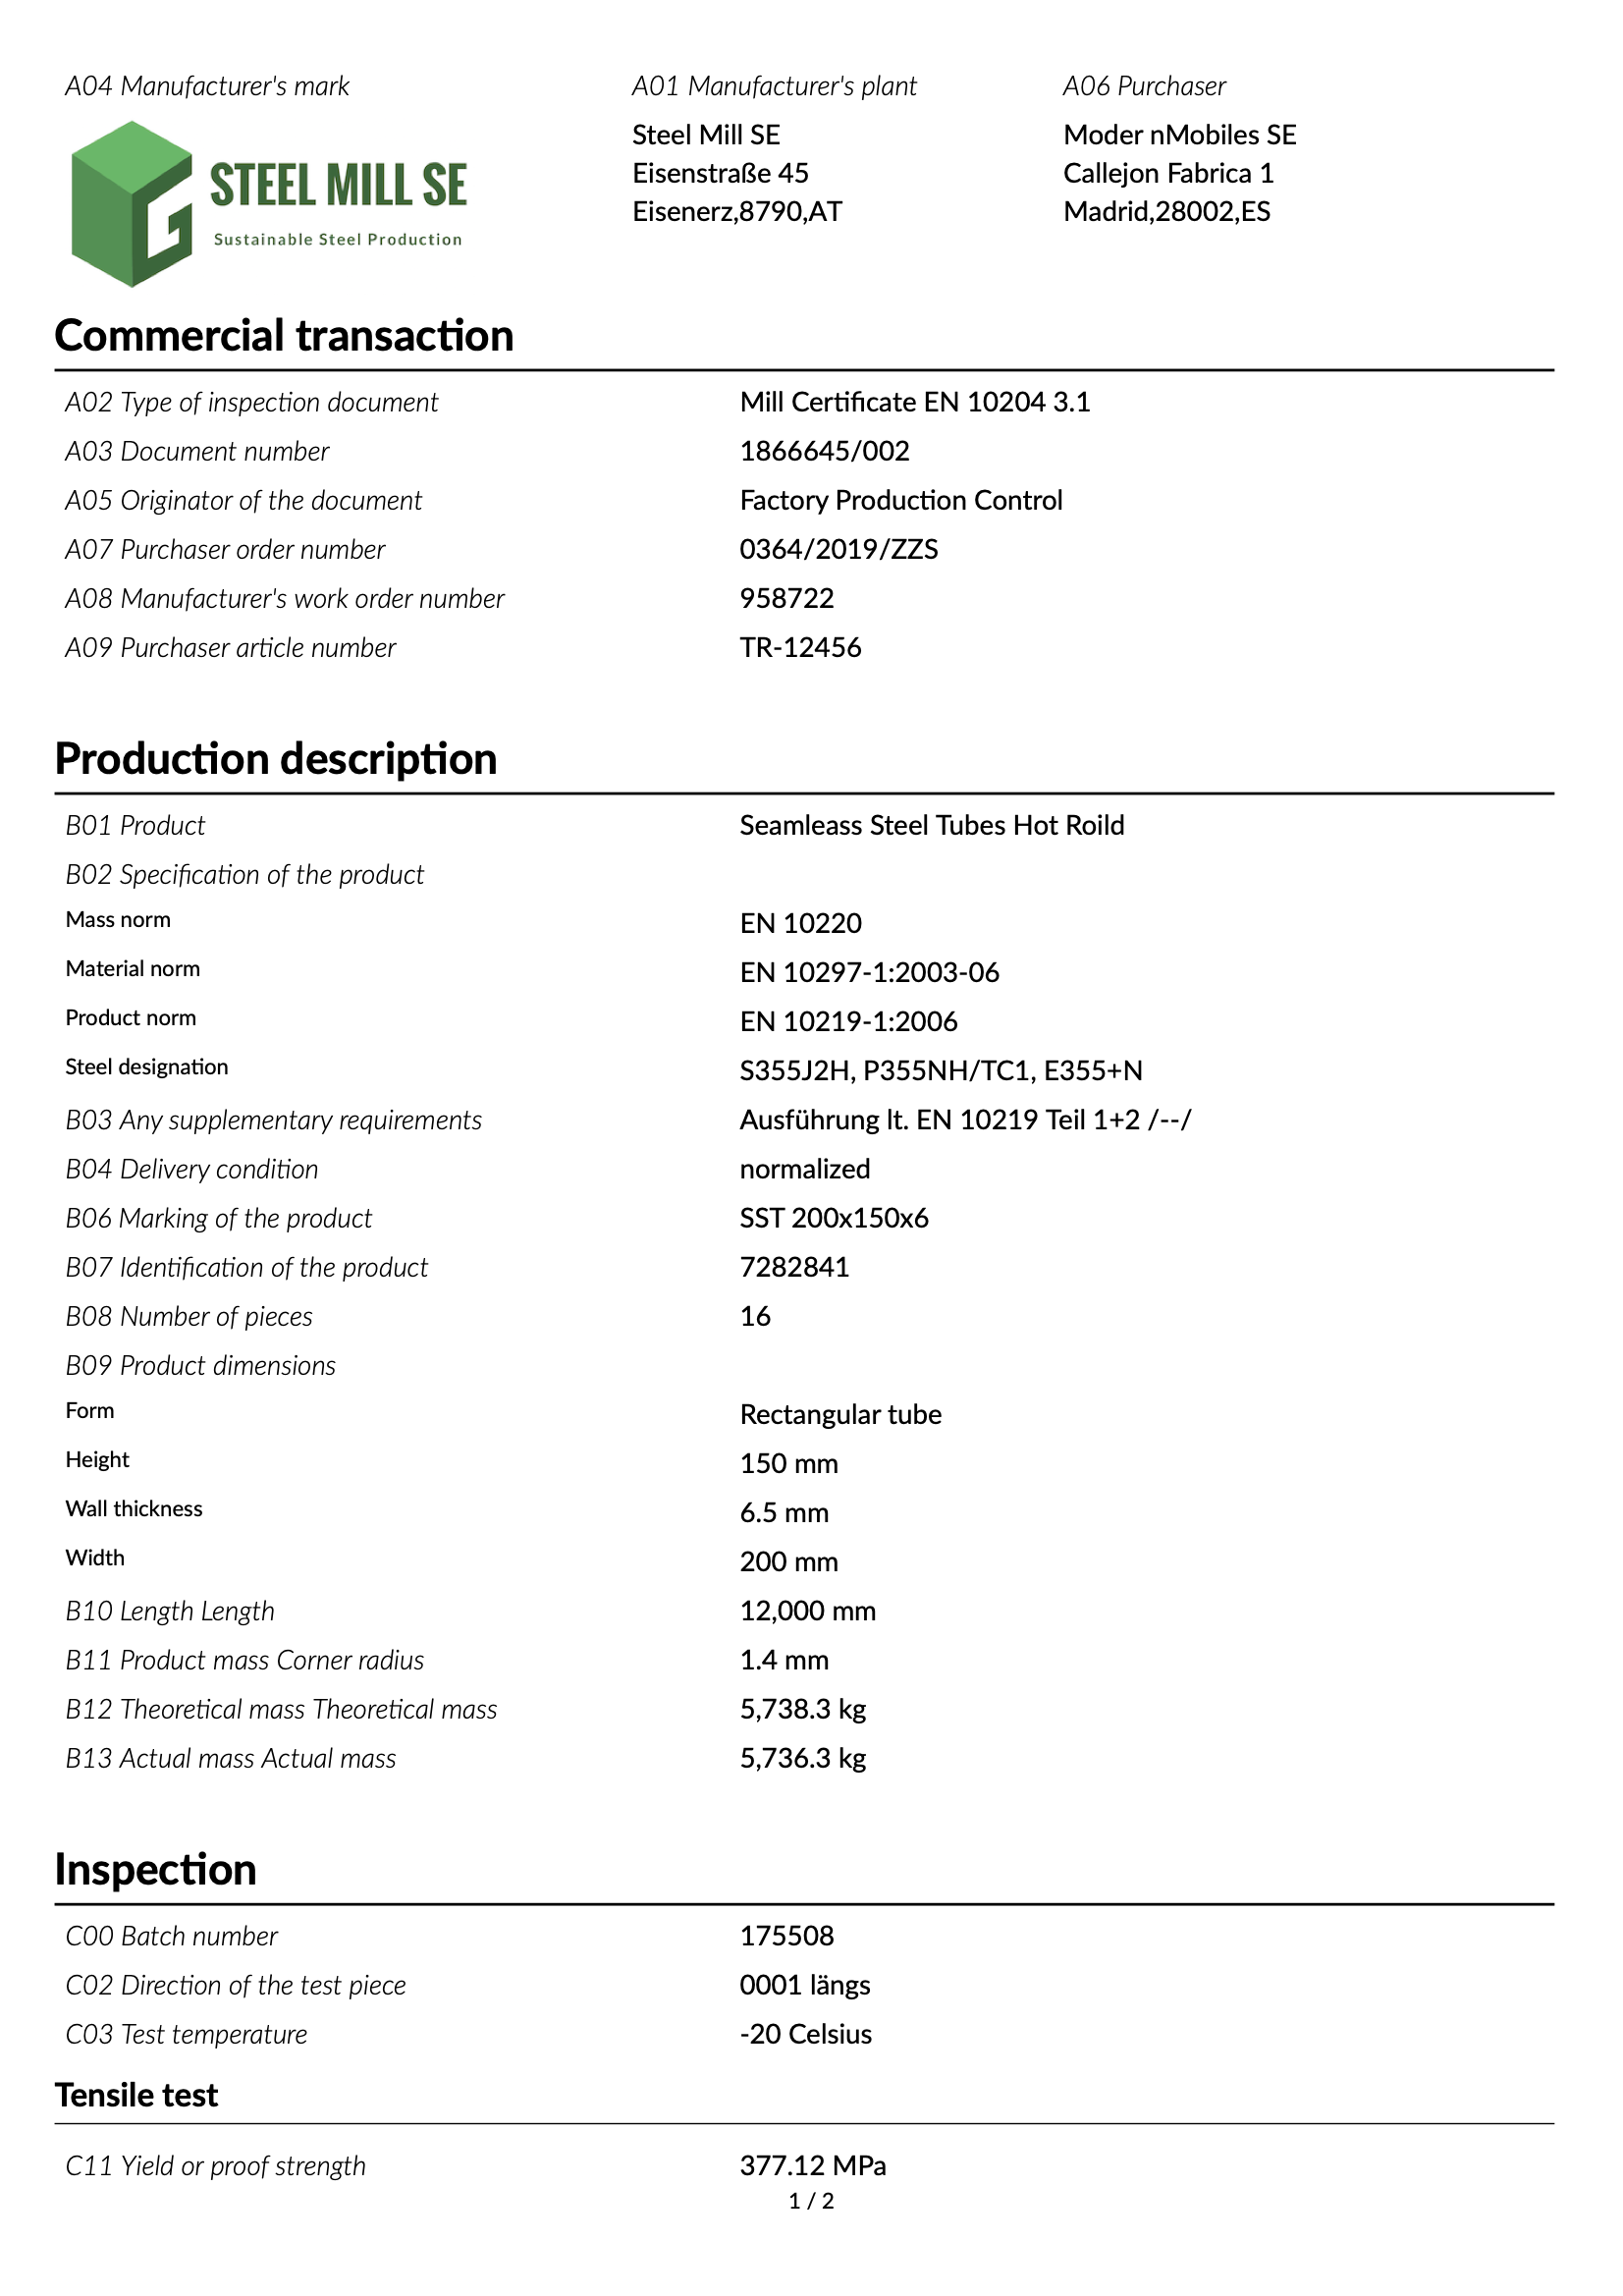 A04 Manufacturer's mark
STEEL MILL SE
Sustainable Steel Production
A01 Manufacturer's plant
Steel Mill SE
Eisenstraße 45
Eisenerz,8790,AT
A06 Purchaser
Moder nMobiles SE
Callejon Fabrica 1
Madrid,28002,ES
Commercial transaction
A02 Type of inspection document Mill Certificate EN 10204 3.1
A03 Document number 1866645/002
A05 Originator of the document Factory Production Control
A07 Purchaser order number 0364/2019/ZZS
A08 Manufacturer's work order number 958722
A09 Purchaser article number TR-12456
Production description
B01 Product Seamleass Steel Tubes Hot Roild
B02 Specification of the product
Mass norm EN 10220
Material norm EN 10297-1:2003-06
Product norm EN 10219-1:2006
Steel designation S355J2H, P355NH/TC1, E355+N
B03 Any supplementary requirements Ausführung lt. EN 10219 Teil 1+2 /--/
B04 Delivery condition normalized
B06 Marking of the product SST 200x150x6
B07 Identification of the product 7282841
B08 Number of pieces 16
B09 Product dimensions
Form Rectangular tube
Height 150 mm
Wall thickness 6.5 mm
Width 200 mm
B10 Length Length 12,000 mm
B11 Product mass Corner radius 1.4 mm
B12 Theoretical mass Theoretical mass 5,738.3 kg
B13 Actual mass Actual mass 5,736.3 kg
Inspection
C00 Batch number 175508
C02 Direction of the test piece 0001 längs
C03 Test temperature -20 Celsius
Tensile test
C11 Yield or proof strength 377.12 MPa
1 / 2